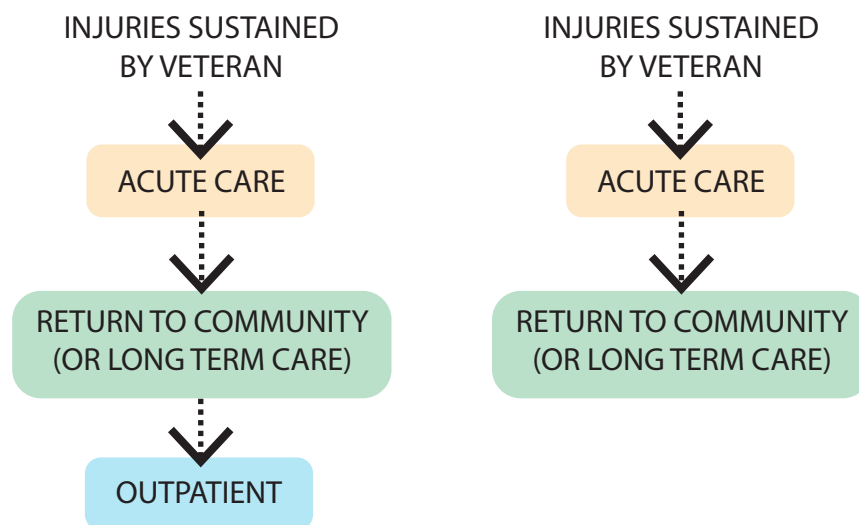 INJURIES SUSTAINED
BY VETERAN
ACUTE CARE
RETURN TO COMMUNITY
(OR LONG TERM CARE)
OUTPATIENT
INJURIES SUSTAINED
BY VETERAN
ACUTE CARE
RETURN TO COMMUNITY
(OR LONG TERM CARE)